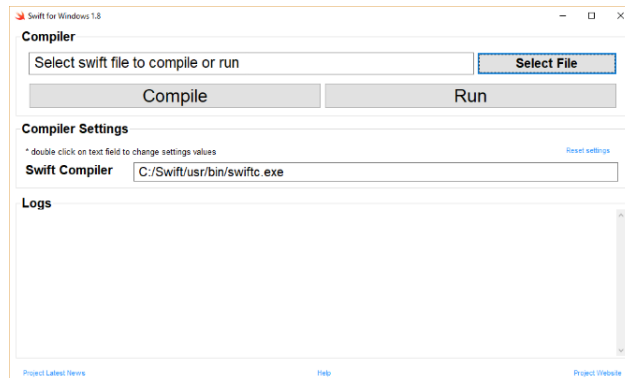 Swift for Windows 1.8
Compiler
Select swift file to compile or run
Select File
Compile
Run
Compiler Settings
* double click on text field to change settings values
Reset settings
Swift Compiler
C:/Swift/usr/bin/swiftc.exe
Logs
Project Latest News
Help
Project Website